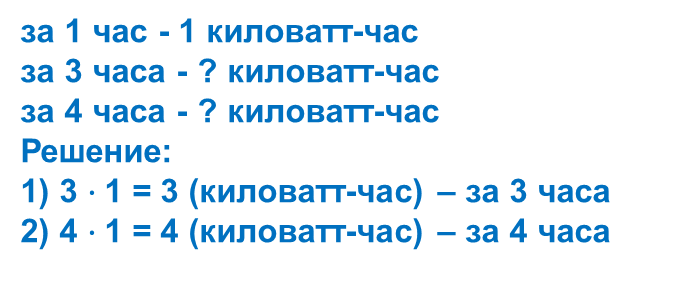 за 1 час - 1 киловатт-час
за 3 часа - ? киловатт-час
за 4 часа - ? киловатт-час
Решение:
1) 3 · 1 = 3 (киловатт-час) – за 3 часа
2) 4 · 1 = 4 (киловатт-час) – за 4 часа